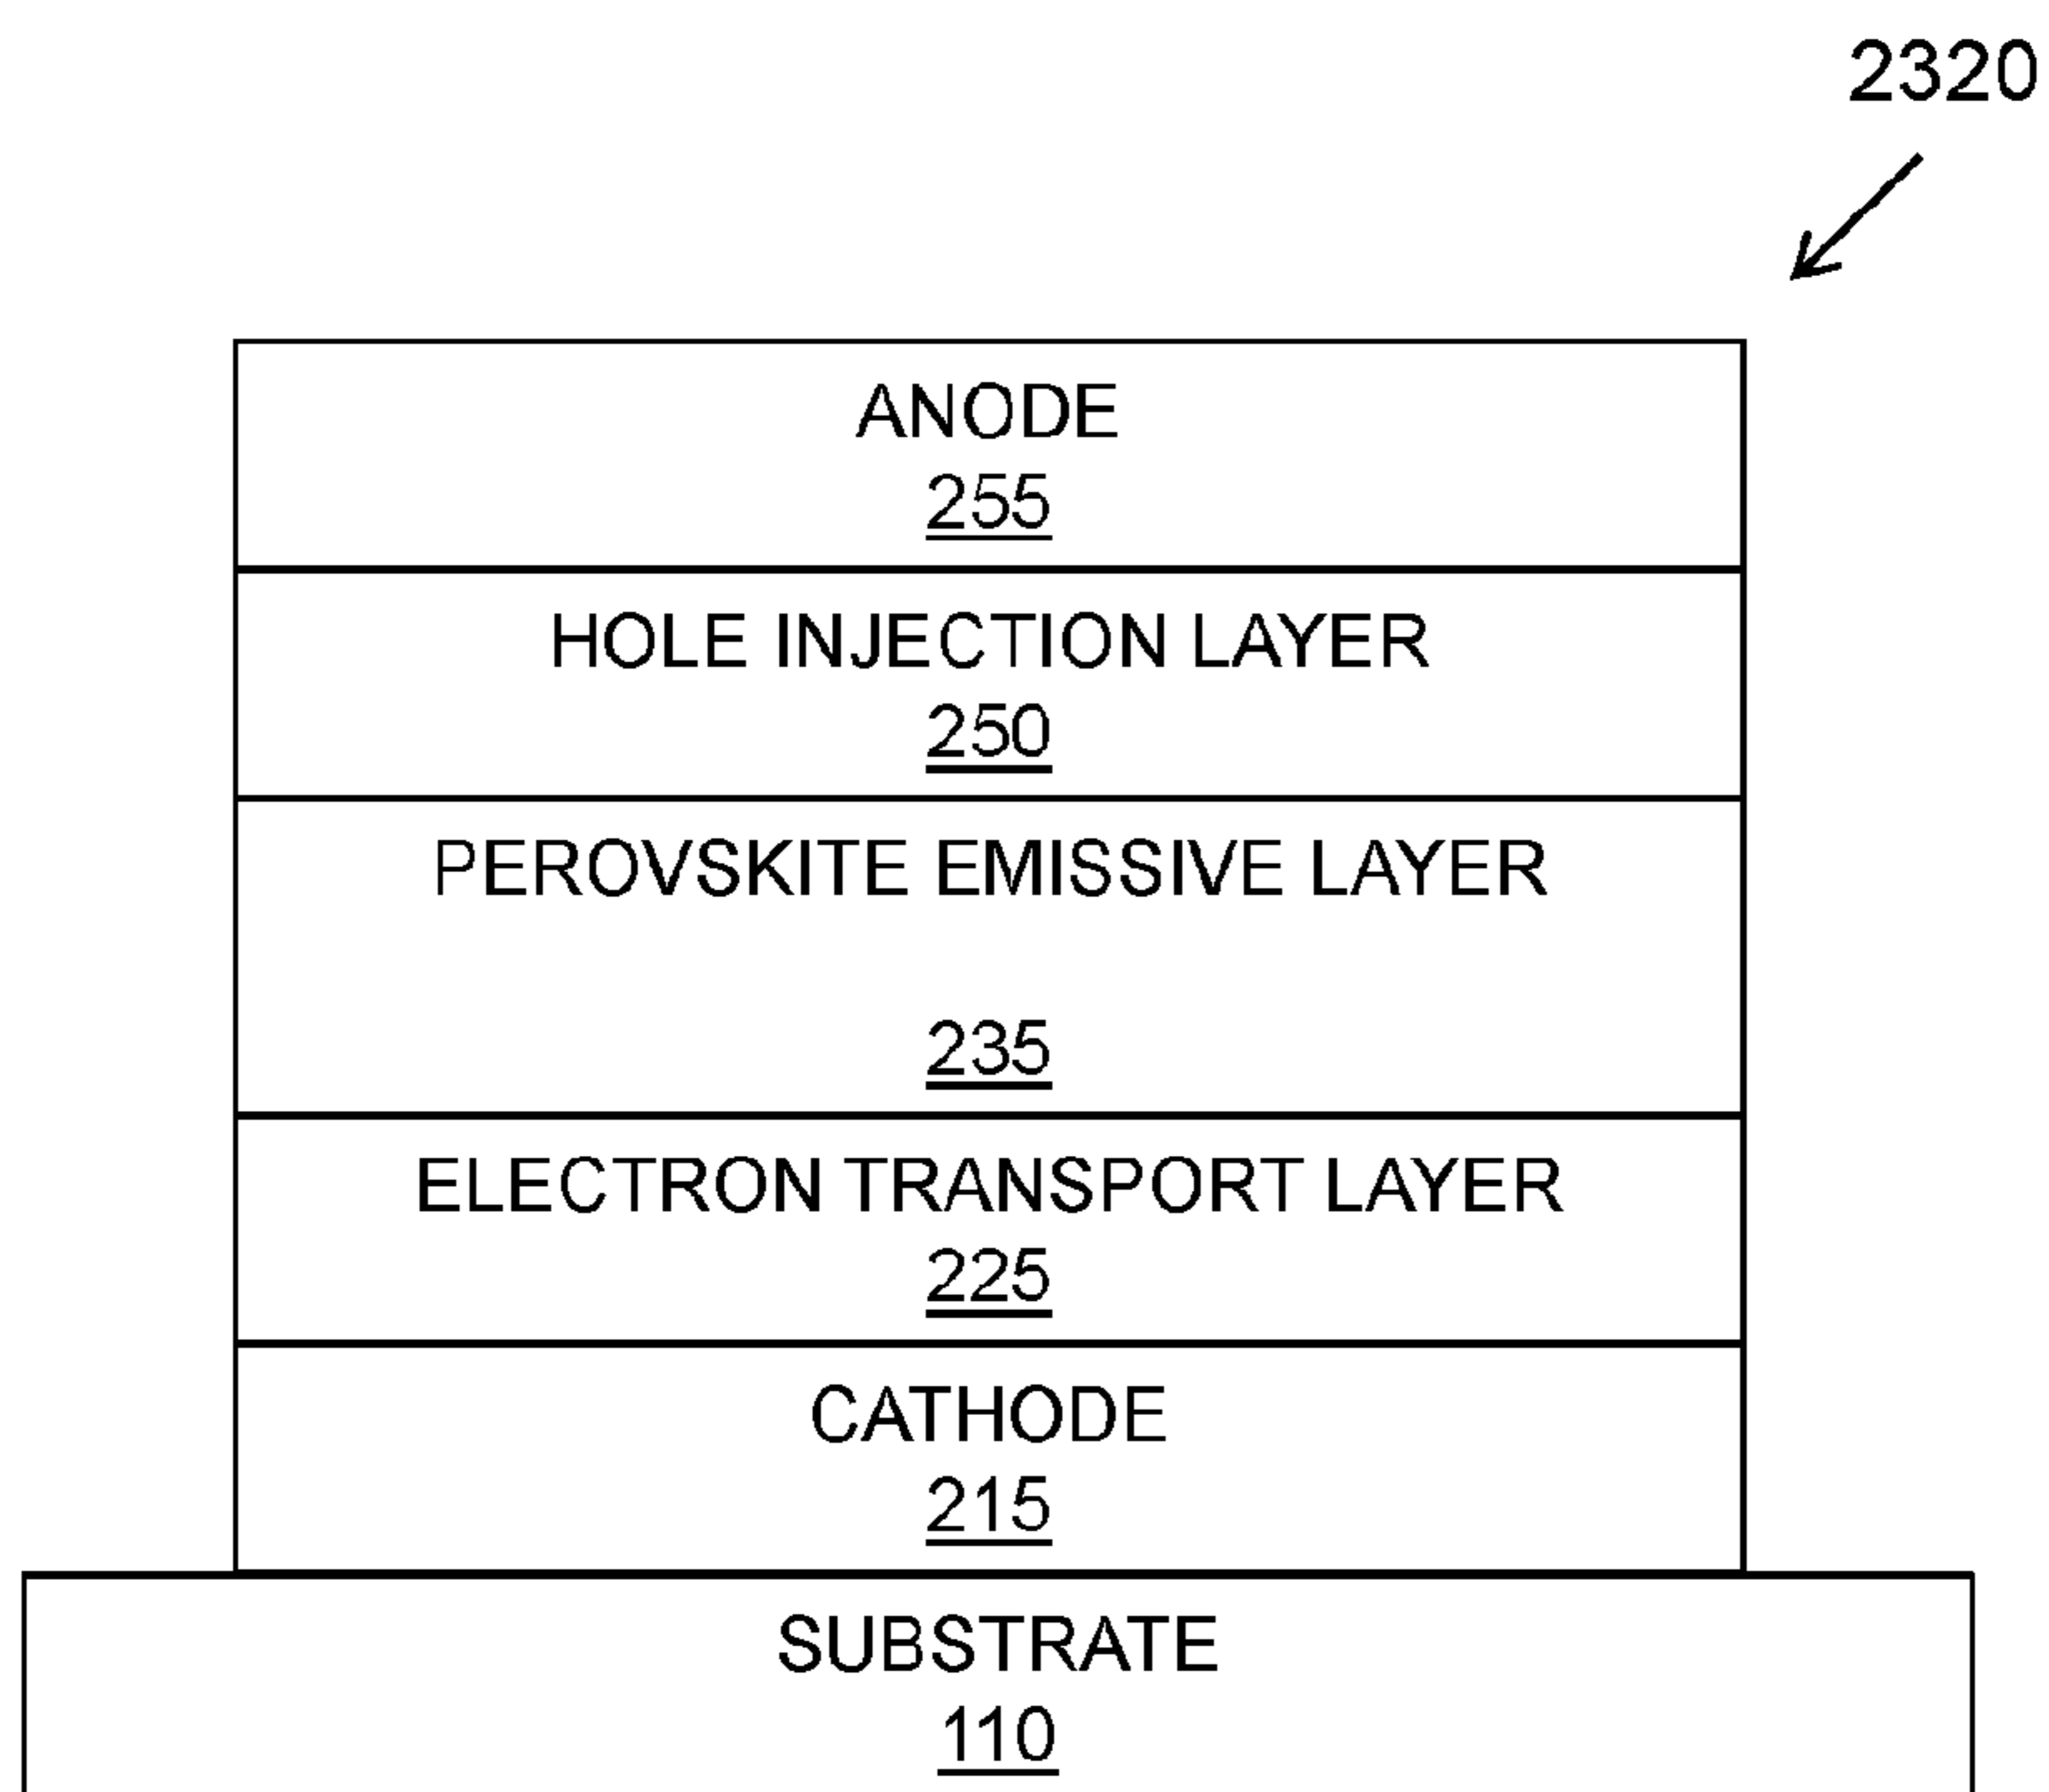 2320
ANODE
255
HOLE INJECTION LAYER
250
PEROVSKITE EMISSIVE LAYER
235
ELECTRON TRANSPORT LAYER
225
CATHODE
215
SUBSTRATE
110